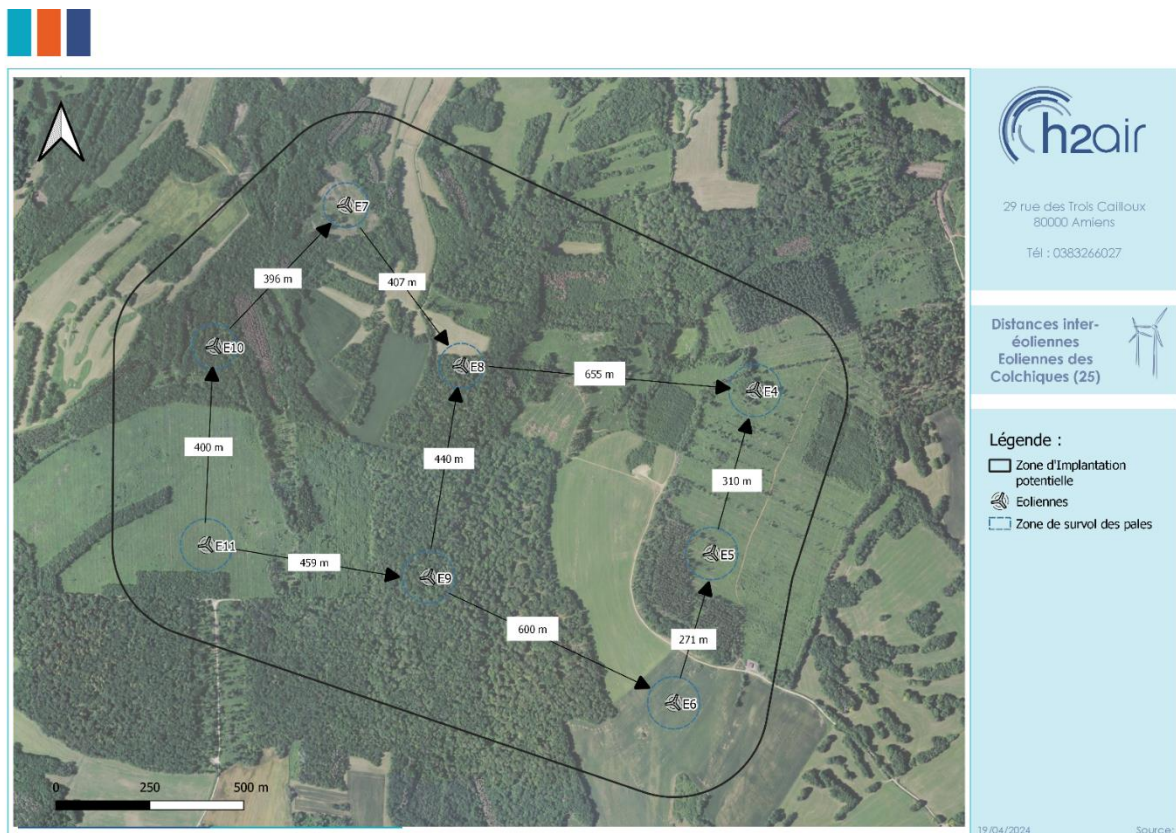 E7
396 m
407 m
E10
E8
655 m
E4
400 m
440 m
310 m
E11
459 m
E9
E5
600 m
271 m
E6
0 250 500 m
h2air
29 rue des Trois Cailloux
80000 Amiens
Tél : 0383266027
Distances inter-
éoliennes
Eoliennes des
Colchiques (25)
Légende :
Zone d'Implantation
potentielle
Eoliennes
Zone de survol des pales
19/04/2024 Source: